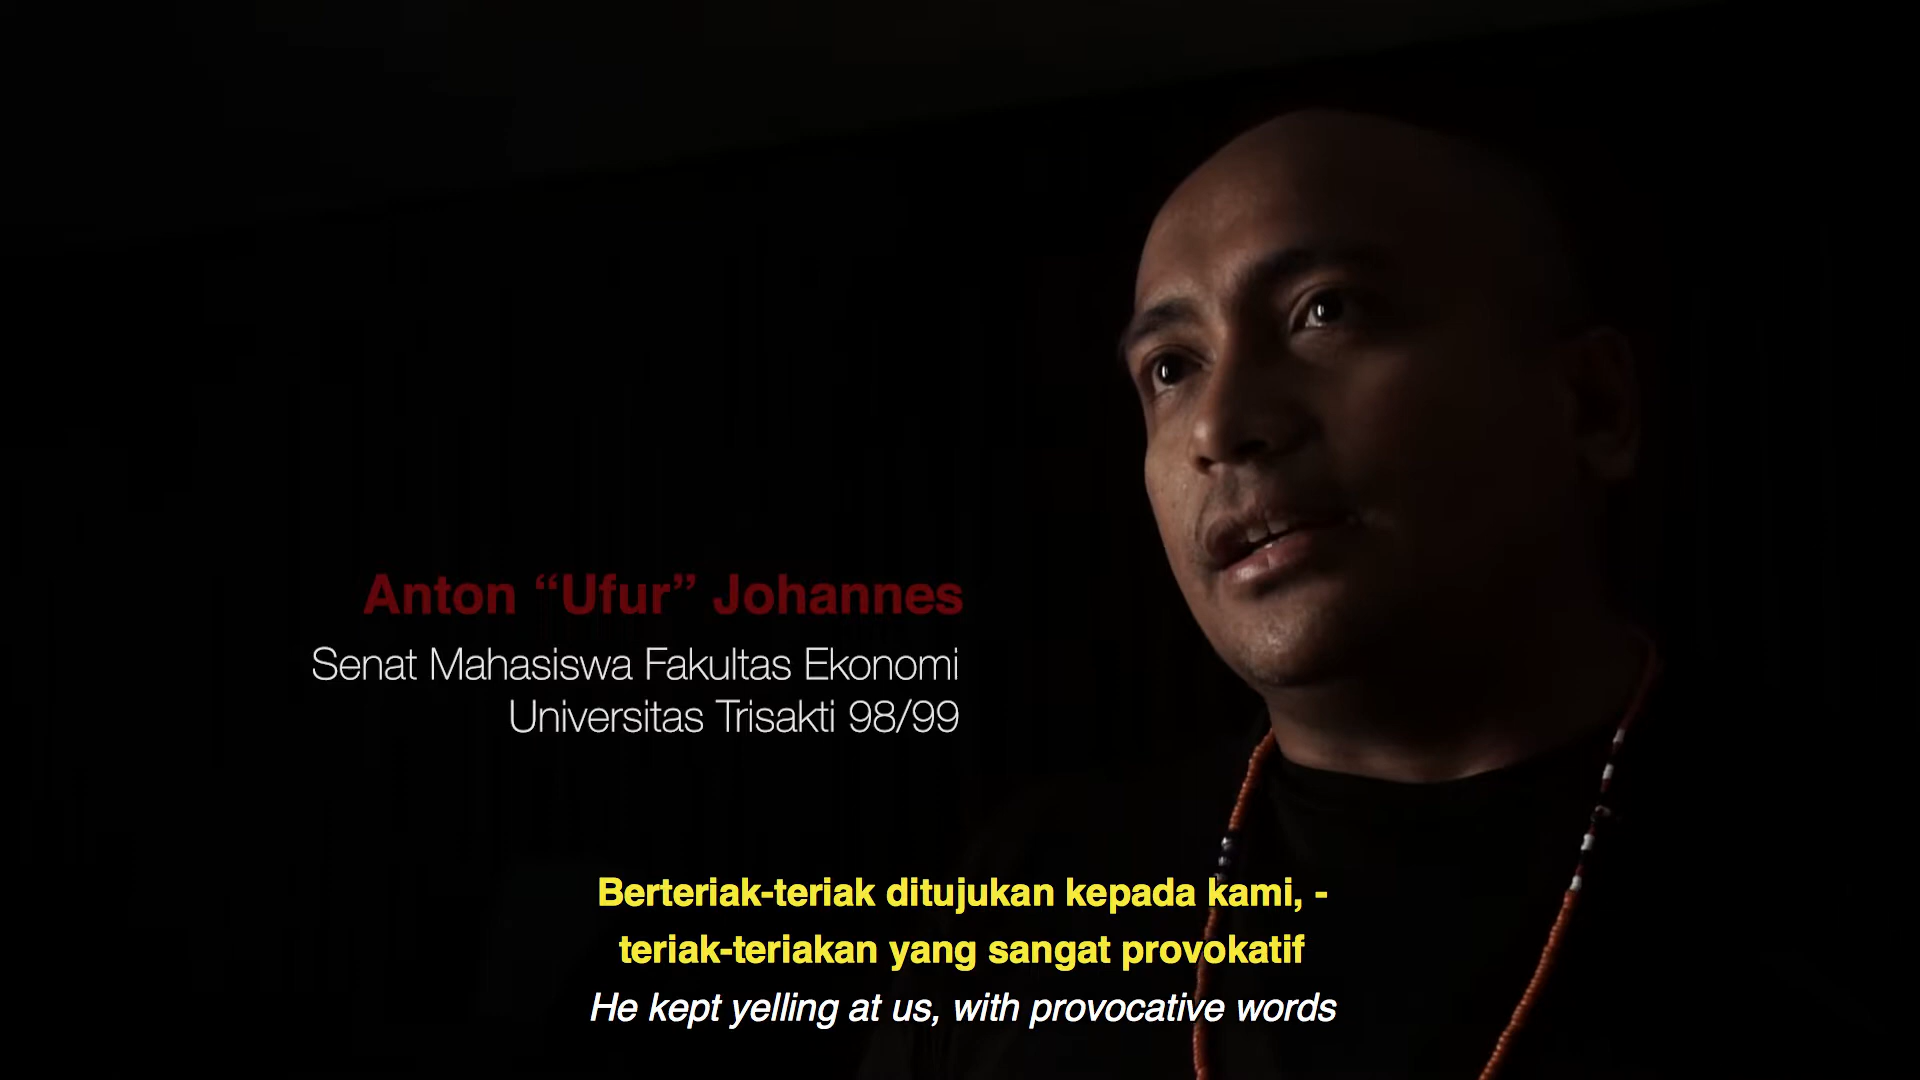 Anton “Ufur” Johannes
Senat Mahasiswa Fakultas Ekonomi
Universitas Trisakti 98/99
Berteriak-teriak ditujukan kepada kami, -
teriak-teriakan yang sangat provokatif
He kept yelling at us, with provocative words